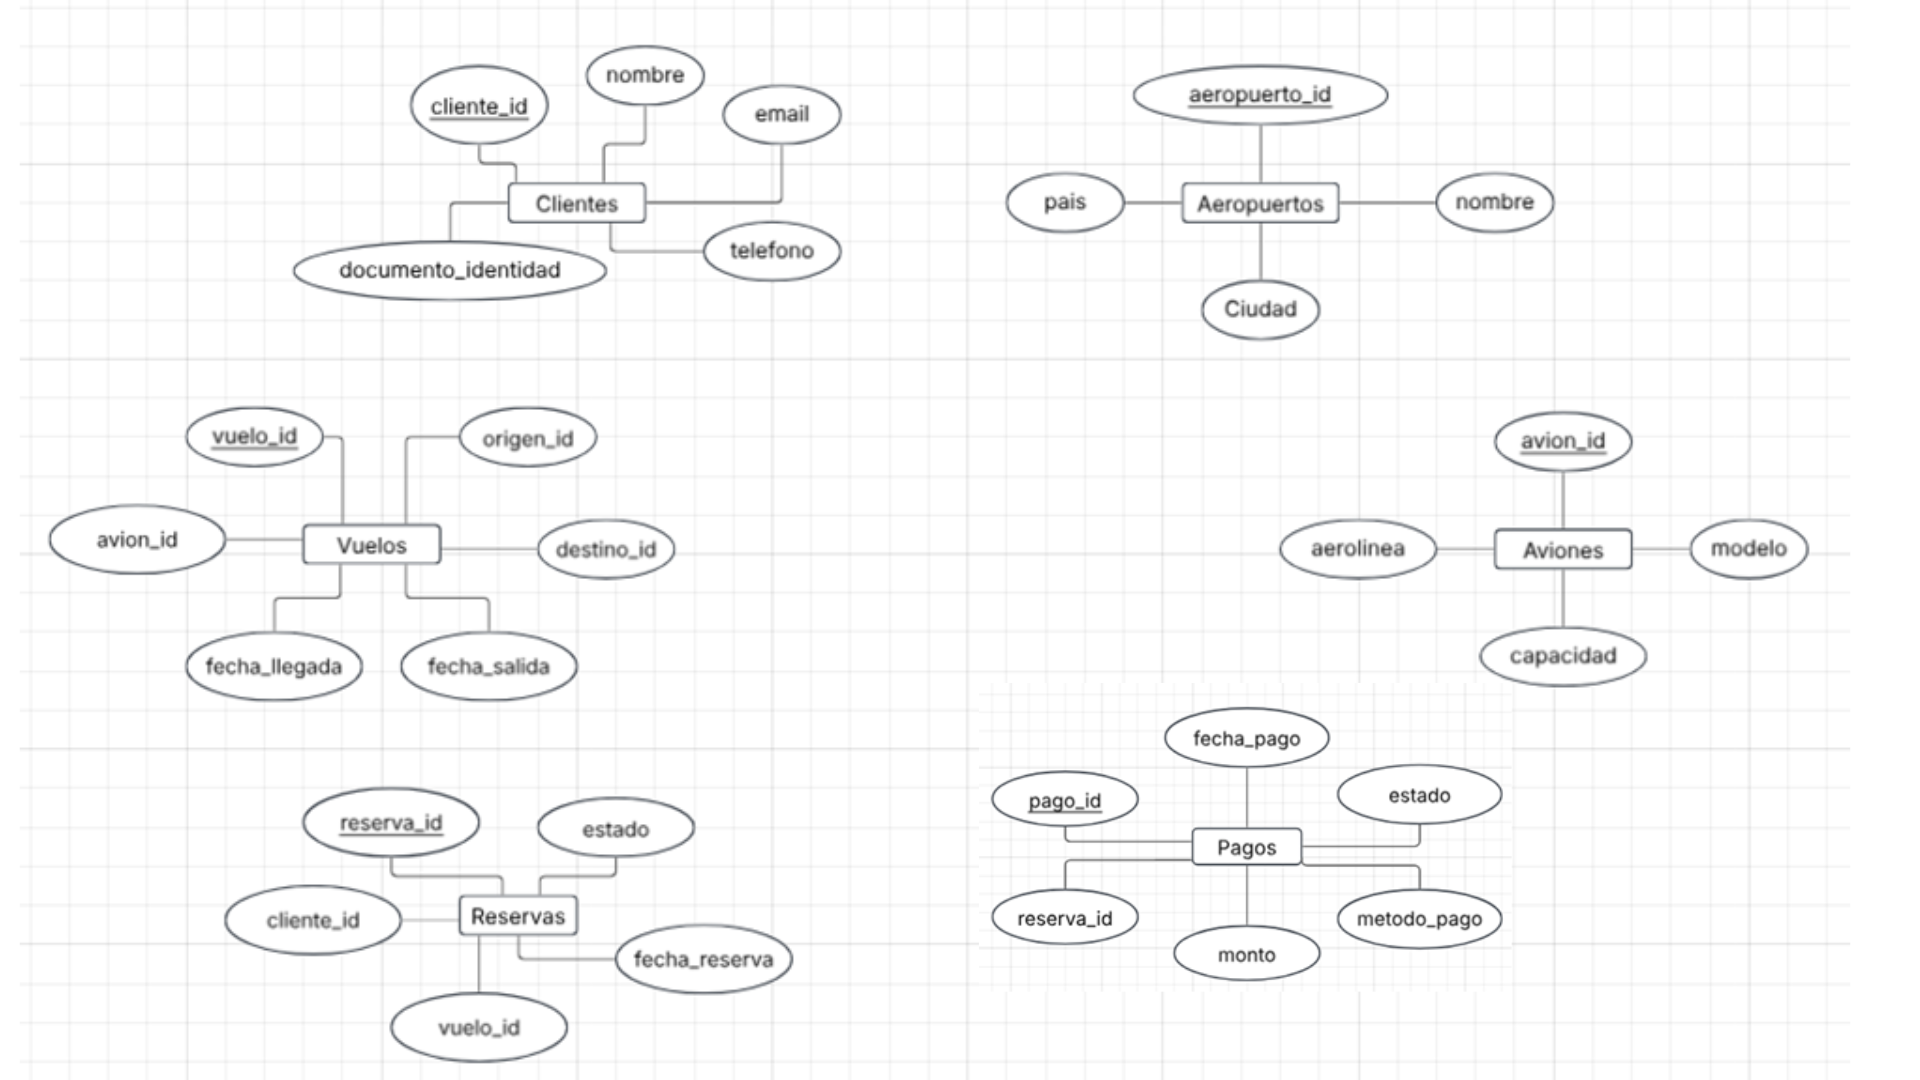 cliente_id
nombre
email
Clientes
documento_identidad
telefono
aeropuerto_id
pais
Aeropuertos
nombre
Ciudad
vuelo_id
origen_id
avion_id
Vuelos
destino_id
fecha_llegada
fecha_salida
avion_id
aerolinea
Aviones
modelo
capacidad
reserva_id
estado
cliente_id
Reservas
fecha_reserva
vuelo_id
fecha_pago
pago_id
estado
Pagos
reserva_id
metodo_pago
monto